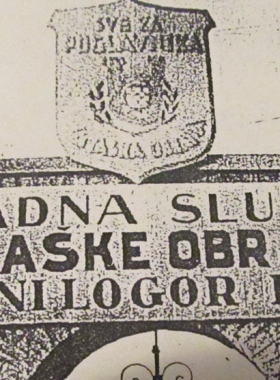 SVE ZA
POGLAVNIKA
ADNA SLU
AŠKE OBR
NI LOGOR